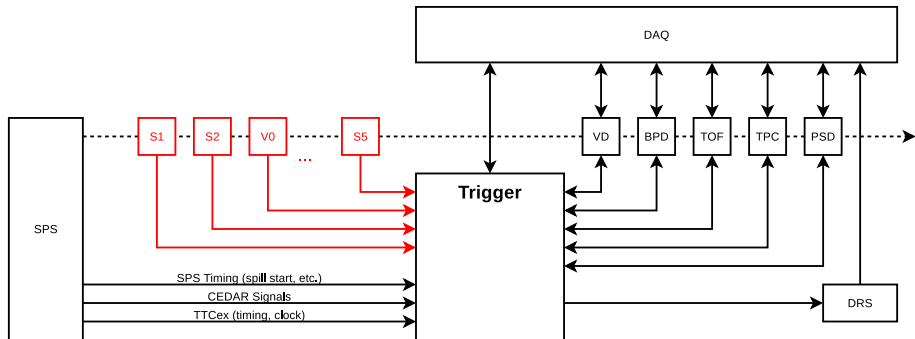 DAQ
S1
S2
V0
...
S5
VD
BPD
TOF
TPC
PSD
Trigger
SPS
SPS Timing (spill start, etc.)
CEDAR Signals
TTCex (timing, clock)
DRS